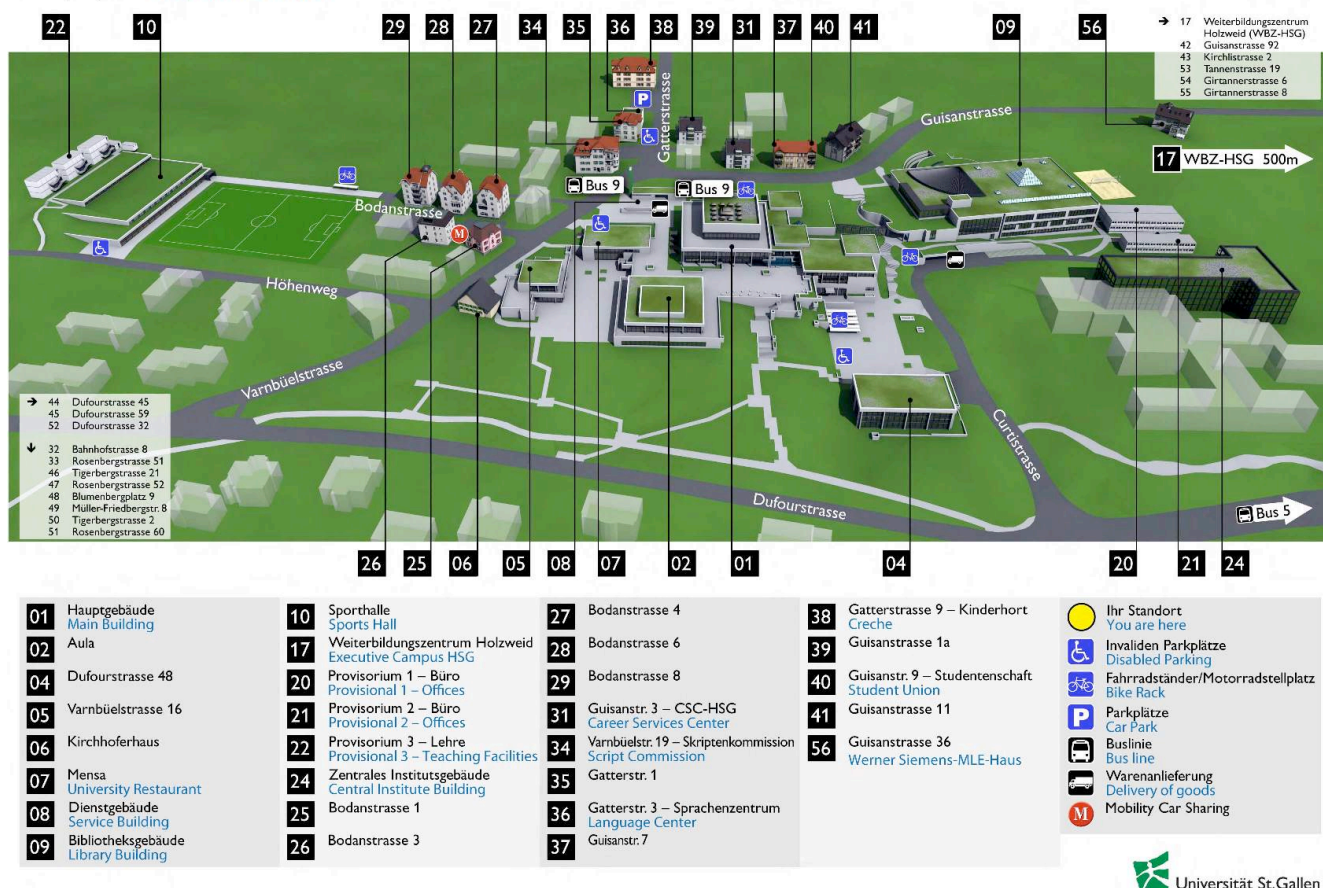 22
10
29
28
27
34
35
36
38
39
31
37
40
41
09
56
→ 17 Weiterbildungszentrum
Holzweid (WBZ-HSG)
42 Guisanstrasse 92
43 Kirchlistrasse 2
53 Tannenstrasse 19
54 Girtannerstrasse 6
55 Girtannerstrasse 8
P
Gatterstrasse
Guisanstrasse
17 WBZ-HSG 500m
Bus 9
Bus 9
Bodanstrasse
M
Höhenweg
Varnbüelstrasse
→ 44 Dufourstrasse 45
45 Dufourstrasse 59
52 Dufourstrasse 32
↓ 32 Bahnhofstrasse 8
33 Rosenbergstrasse 51
46 Tigerbergstrasse 21
47 Rosenbergstrasse 52
48 Blumenbergplatz 9
49 Müller-Friedbergstr. 8
50 Tigerbergstrasse 2
51 Rosenbergstrasse 60
Curtistrasse
Dufourstrasse
Bus 5
26
25
06
05
08
07
02
01
04
20
21
24
01 Hauptgebäude
Main Building
02 Aula
04 Dufourstrasse 48
05 Varnbüelstrasse 16
06 Kirchhoferhaus
07 Mensa
University Restaurant
08 Dienstgebäude
Service Building
09 Bibliotheksgebäude
Library Building
10 Sporthalle
Sports Hall
17 Weiterbildungszentrum Holzweid
Executive Campus HSG
20 Provisorium 1 – Büro
Provisional 1 – Offices
21 Provisorium 2 – Büro
Provisional 2 – Offices
22 Provisorium 3 – Lehre
Provisional 3 – Teaching Facilities
24 Zentrales Institutsgebäude
Central Institute Building
25 Bodanstrasse 1
26 Bodanstrasse 3
27 Bodanstrasse 4
28 Bodanstrasse 6
29 Bodanstrasse 8
31 Guisanstr. 3 – CSC-HSG
Career Services Center
34 Varnbüelstr. 19 – Skriptenkommission
Script Commission
35 Gatterstr. 1
36 Gatterstr. 3 – Sprachenzentrum
Language Center
37 Guisanstr. 7
38 Gatterstrasse 9 – Kinderhort
Creche
39 Guisanstrasse 1a
40 Guisanstr. 9 – Studentenschaft
Student Union
41 Guisanstrasse 11
56 Guisanstrasse 36
Werner Siemens-MLE-Haus
Ihr Standort
You are here
Invaliden Parkplätze
Disabled Parking
Fahrradständer/Motorradstellplatz
Bike Rack
P Parkplätze
Car Park
Buslinie
Bus line
Warenanlieferung
Delivery of goods
M Mobility Car Sharing
Universität St.Gallen